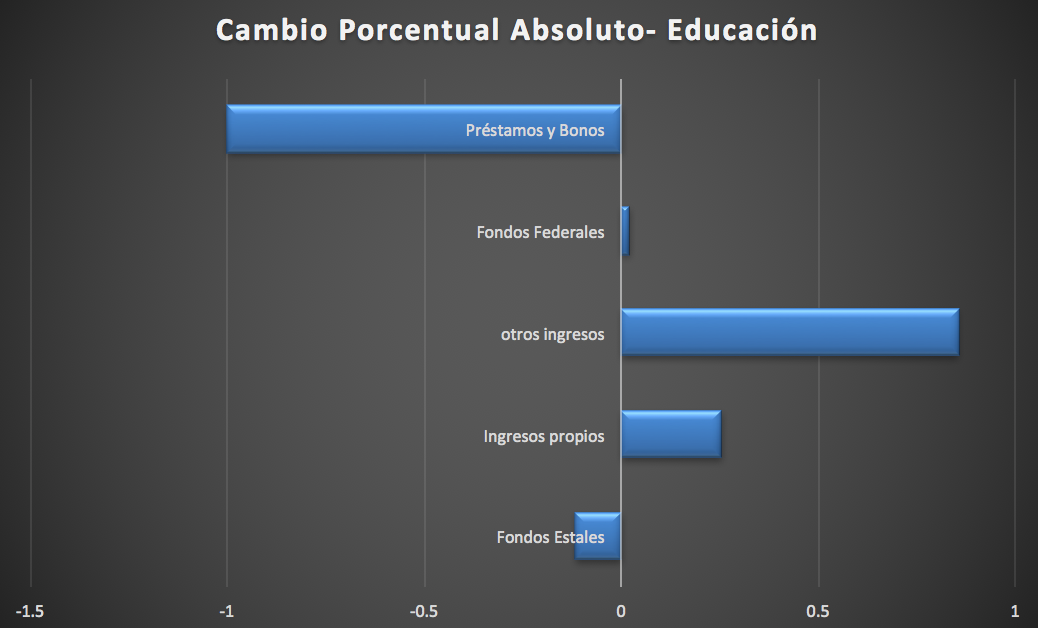 Cambio Porcentual Absoluto- Educación
Préstamos y Bonos
Fondos Federales
otros ingresos
Ingresos propios
Fondos Estales
-1.5 -1 -0.5 0 0.5 1